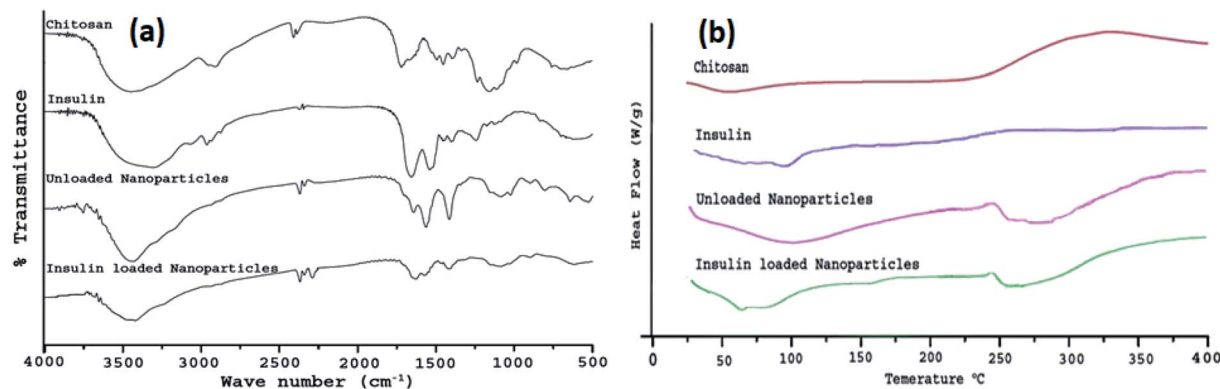 (a)
Chitosan
Insulin
Unloaded Nanoparticles
Insulin loaded Nanoparticles
% Transmittance
4000 3500 3000 2500 2000 1500 1000 500
Wave number (cm⁻¹)
(b)
Chitosan
Insulin
Unloaded Nanoparticles
Insulin loaded Nanoparticles
Heat Flow (W/g)
0 50 100 150 200 250 300 350 400
Temerature ºC